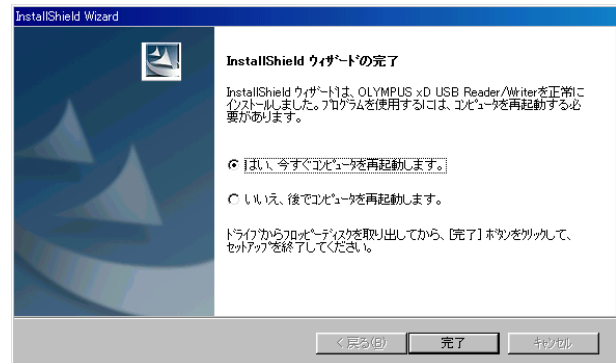 InstallShield Wizard
InstallShield ウィザードの完了
InstallShield ウィザードは、OLYMPUS xD USB Reader/Writerを正常に
インストールしました。プログラムを使用するには、コンピュータを再起動する必
要があります。
はい、今すぐコンピュータを再起動します。
いいえ、後でコンピュータを再起動します。
ドライブからフロッピーディスクを取り出してから、[完了] ボタンをクリックして、
セットアップを終了してください。
< 戻る(B)
完了
キャンセル